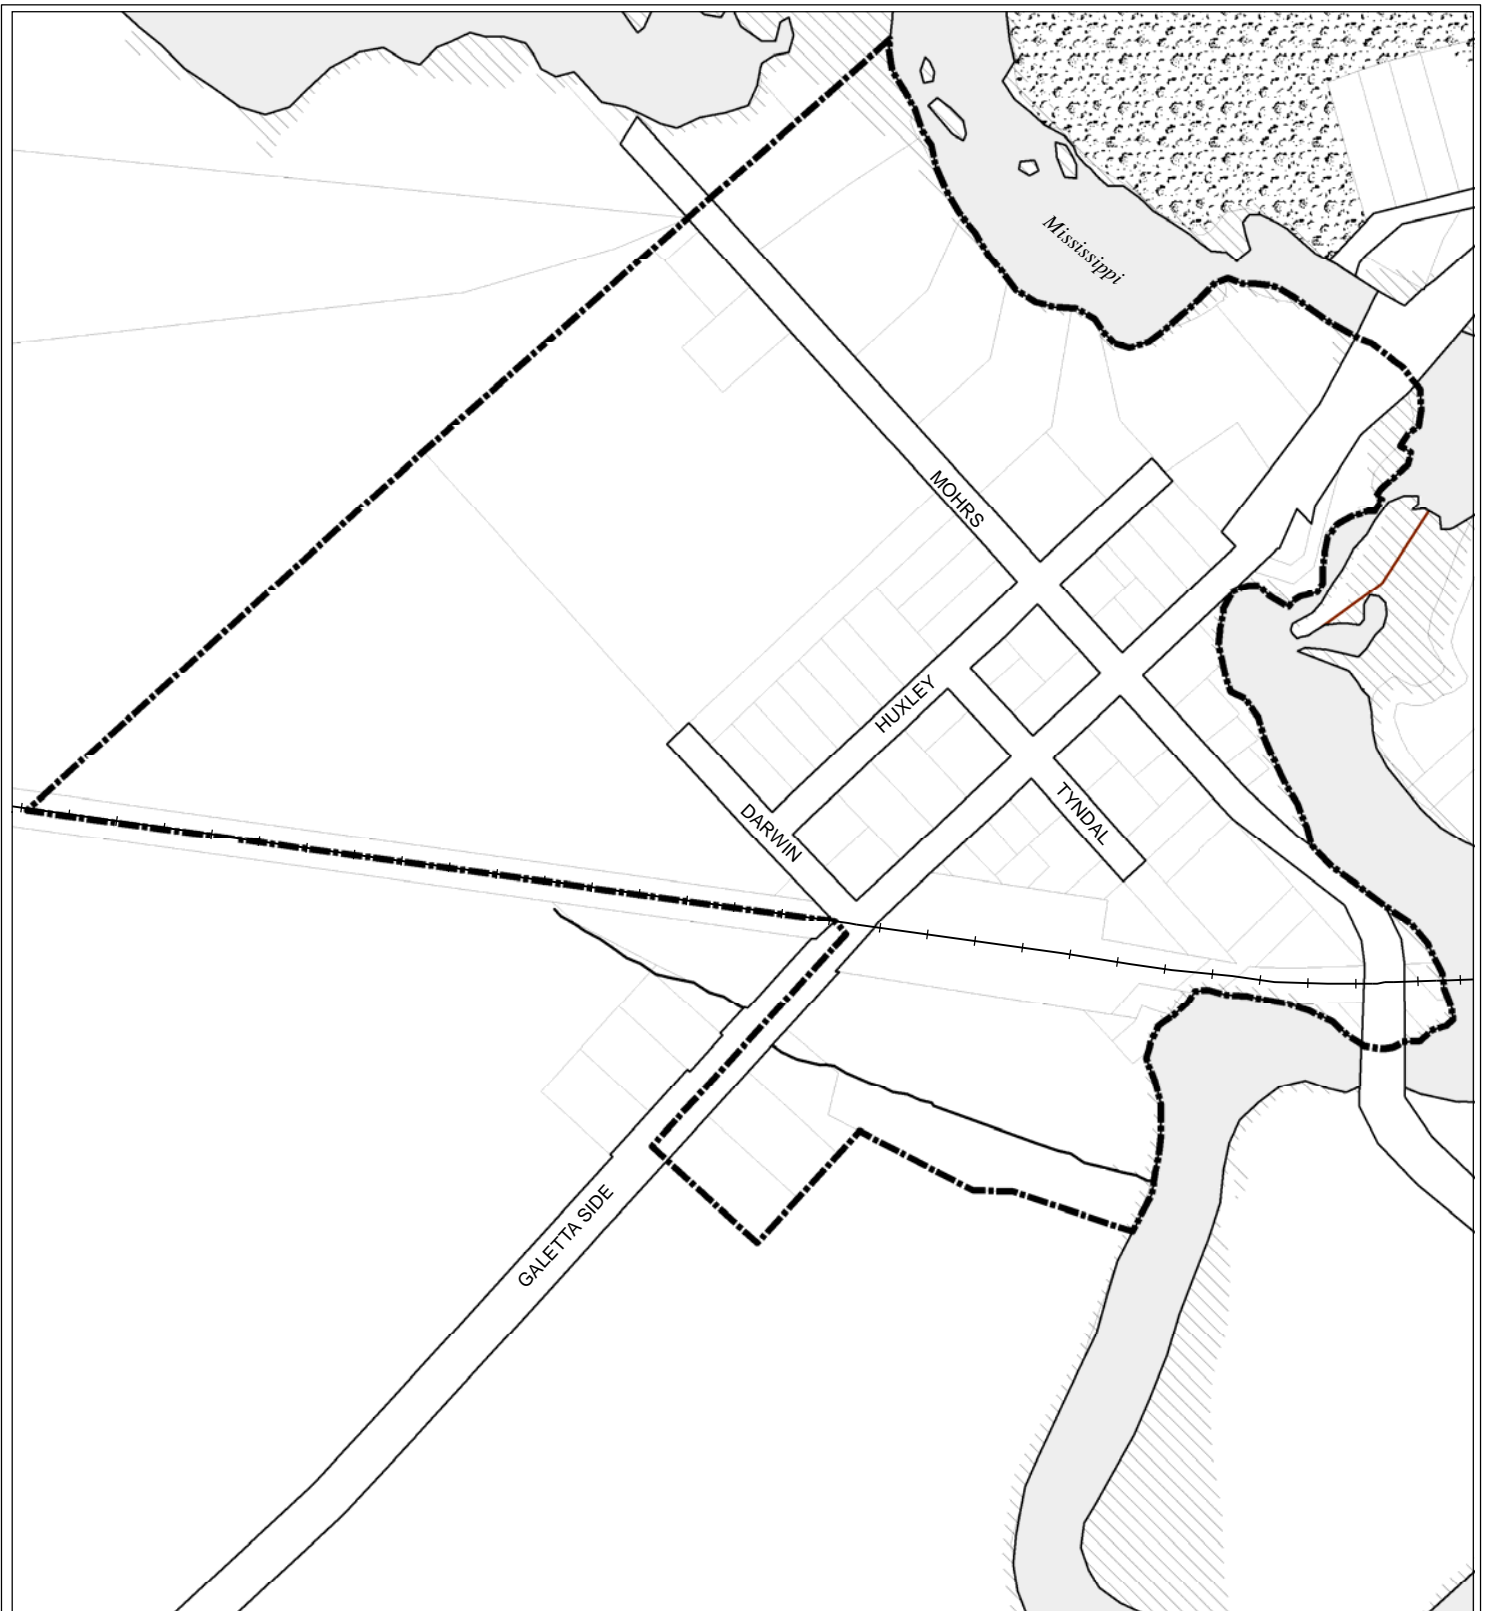 Mississippi
MOHRS
HUXLEY
TYNDAL
DARWIN
GALETTA SIDE